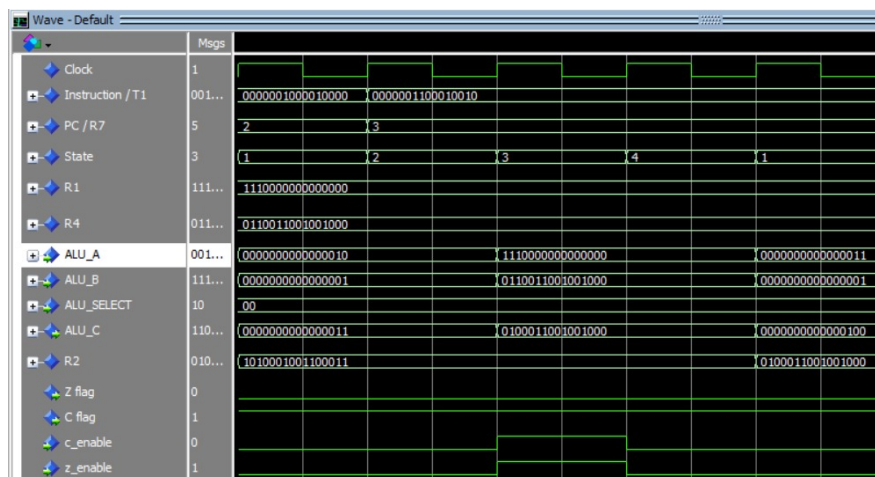 Wave - Default
Msgs
Clock 1
Instruction / T1 001... 0000001000010000 0000001100010010
PC / R7 5 2 3
State 3 1 2 3 4 1
R1 111... 1110000000000000
R4 011... 0110011001001000
ALU_A 001... 0000000000000010 1110000000000000 0000000000000011
ALU_B 111... 0000000000000001 0110011001001000 0000000000000001
ALU_SELECT 10 00
ALU_C 110... 0000000000000011 0100011001001000 0000000000000100
R2 010... 1010001001100011 0100011001001000
Z flag 0
C flag 1
c_enable 0
z_enable 1